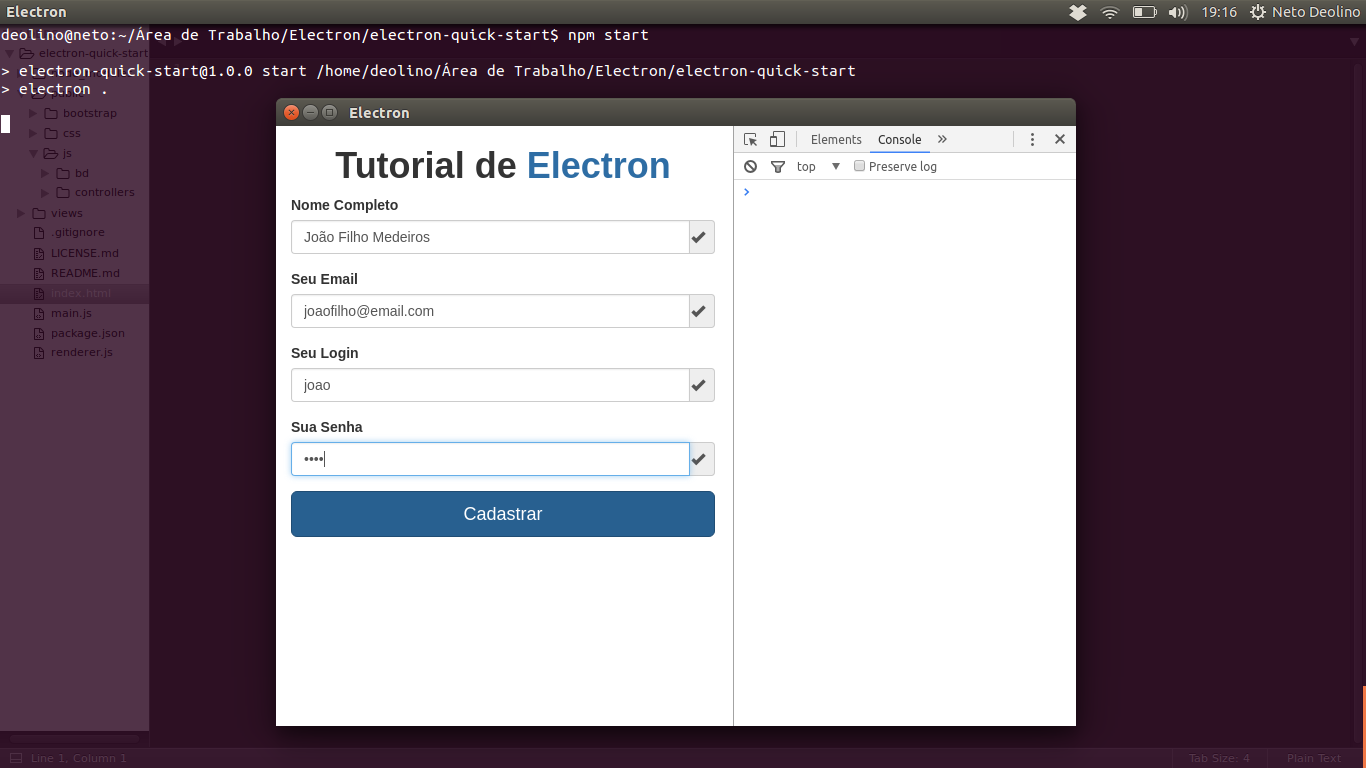 Electron
19:16 Neto Deolino
deolino@neto:~/Área de Trabalho/Electron/electron-quick-start$ npm start
electron-quick-start
> electron-quick-start@1.0.0 start /home/deolino/Área de Trabalho/Electron/electron-quick-start
> electron .
bootstrap
css
js
bd
controllers
views
.gitignore
LICENSE.md
README.md
index.html
main.js
package.json
renderer.js
Electron
Tutorial de Electron
Nome Completo
João Filho Medeiros
Seu Email
joaofilho@email.com
Seu Login
joao
Sua Senha
••••
Cadastrar
Elements Console »
top Preserve log
>
Line 1, Column 1
Tab Size: 4 Plain Text